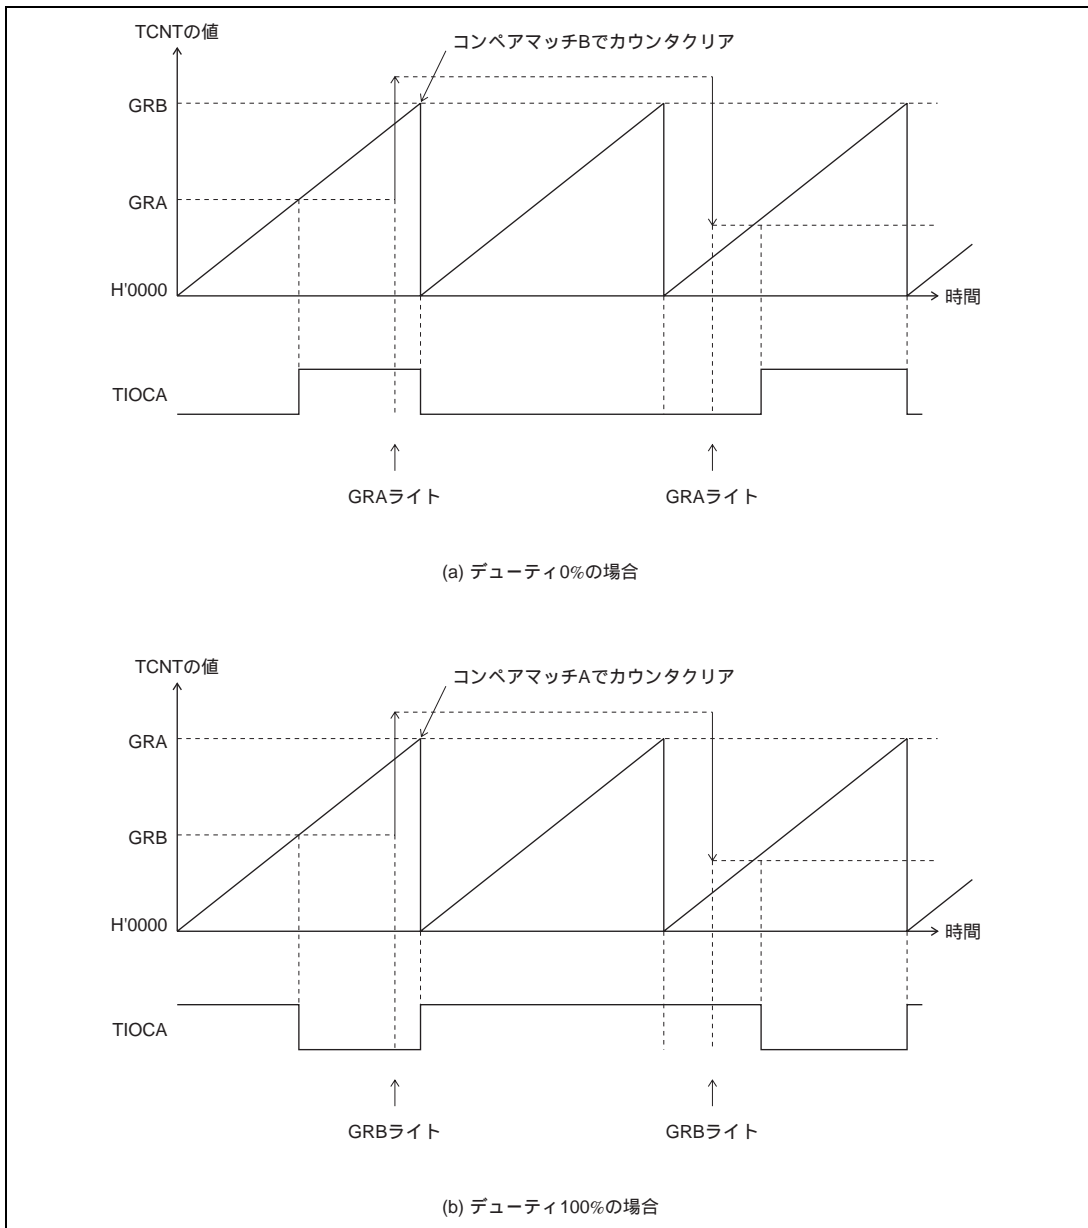 TCNTの値
コンペアマッチBでカウンタクリア
GRB
GRA
H'0000
時間
TIOCA
GRAライト
GRAライト
(a) デューティ0%の場合
TCNTの値
コンペアマッチAでカウンタクリア
GRA
GRB
H'0000
時間
TIOCA
GRBライト
GRBライト
(b) デューティ100%の場合